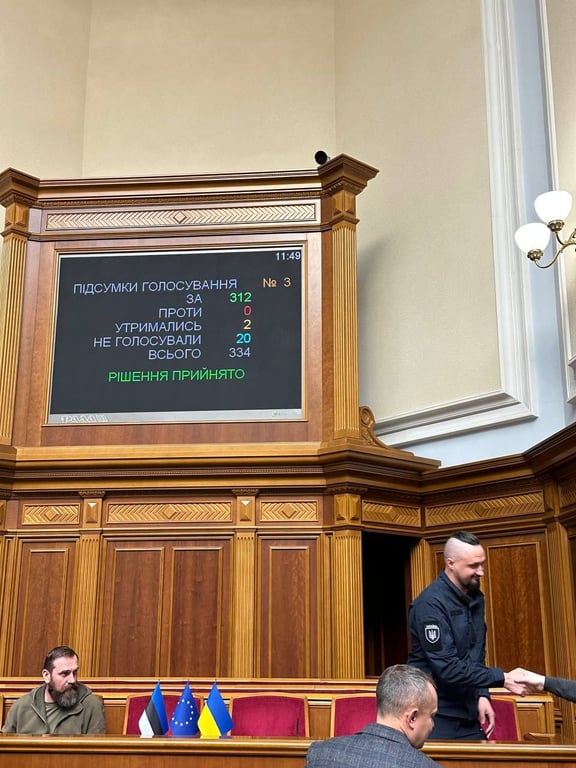 11:49
ПІДСУМКИ ГОЛОСУВАННЯ № 3
ЗА 312
ПРОТИ 0
УТРИМАЛИСЬ 2
НЕ ГОЛОСУВАЛИ 20
ВСЬОГО 334
РІШЕННЯ ПРИЙНЯТО